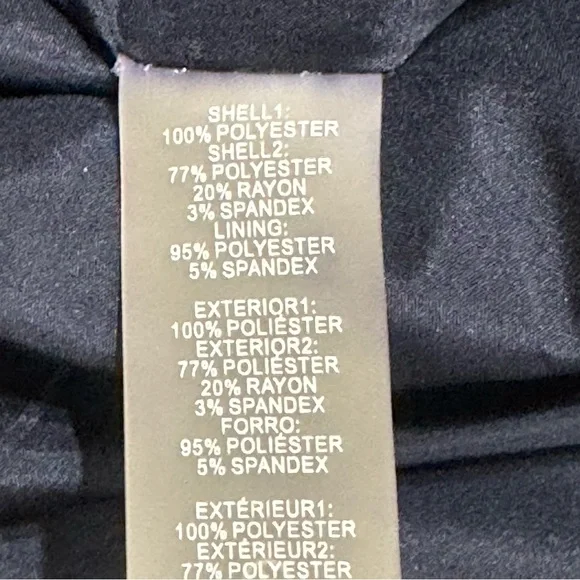 SHELL1:
100% POLYESTER
SHELL2:
77% POLYESTER
20% RAYON
3% SPANDEX
LINING:
95% POLYESTER
5% SPANDEX
EXTERIOR1:
100% POLIÉSTER
EXTERIOR2:
77% POLIÉSTER
20% RAYON
3% SPANDEX
FORRO:
95% POLIÉSTER
5% SPANDEX
EXTÉRIEUR1:
100% POLYESTER
EXTÉRIEUR2:
77% POLYESTER